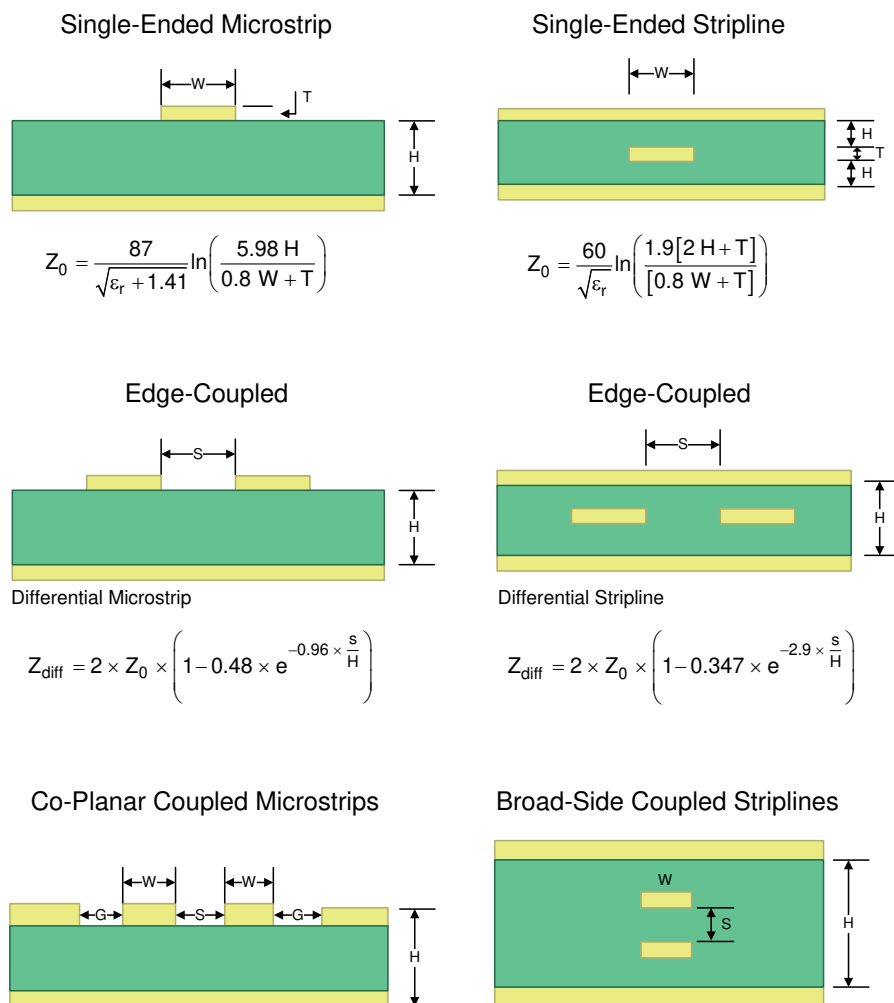 Single-Ended Microstrip
W
T
H
Z₀ = 87 / √(εᵣ + 1.41) ln(5.98 H / (0.8 W + T))
Single-Ended Stripline
W
H
T
H
Z₀ = 60 / √εᵣ ln(1.9[2 H + T] / [0.8 W + T])
Edge-Coupled
S
H
Differential Microstrip
Z_diff = 2 × Z₀ × (1 − 0.48 × e^(−0.96 × s/H))
Edge-Coupled
S
H
Differential Stripline
Z_diff = 2 × Z₀ × (1 − 0.347 × e^(−2.9 × s/H))
Co-Planar Coupled Microstrips
W
W
G
S
G
H
Broad-Side Coupled Striplines
W
S
H